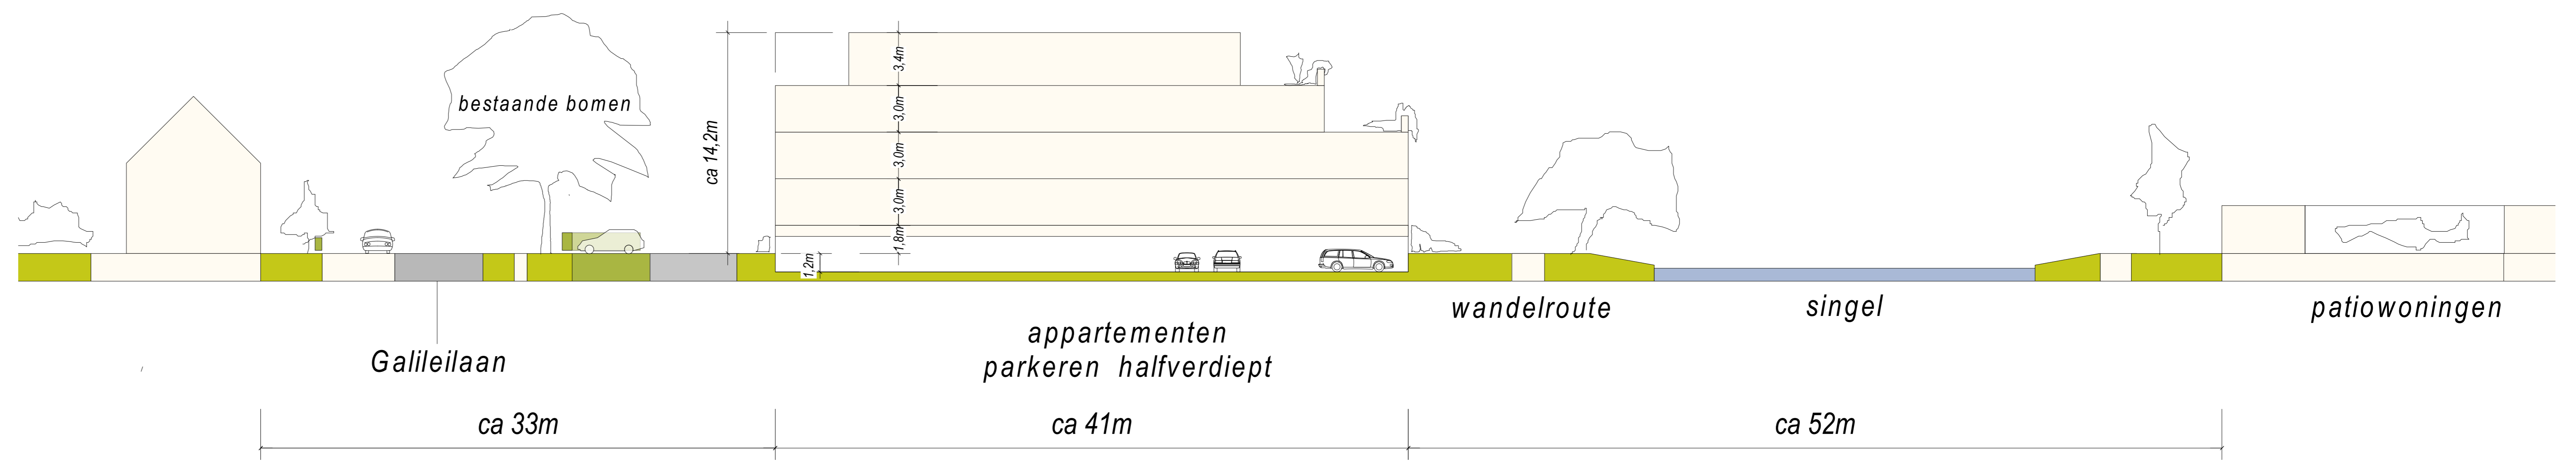 bestaande bomen
ca 14,2m
3,4m
3,0m
3,0m
3,0m
1,8m
1,2m
wandelroute
singel
patiowoningen
appartementen
parkeren halfverdiept
Galileilaan
ca 33m
ca 41m
ca 52m